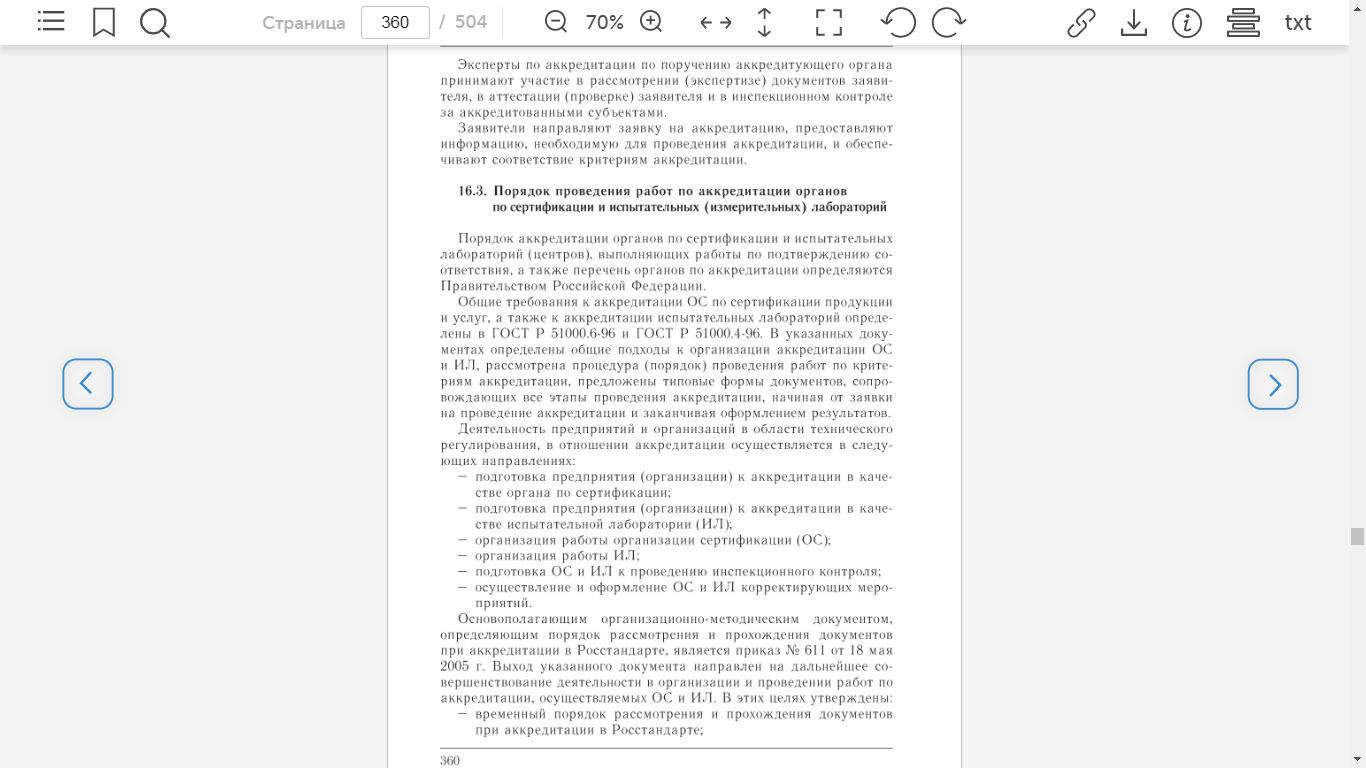 Страница 360 / 504 70% txt
Эксперты по аккредитации по поручению аккредитующего органа
принимают участие в рассмотрении (экспертизе) документов заяви-
теля, в аттестации (проверке) заявителя и в инспекционном контроле
за аккредитованными субъектами.
Заявители направляют заявку на аккредитацию, предоставляют
информацию, необходимую для проведения аккредитации, и обеспе-
чивают соответствие критериям аккредитации.
16.3. Порядок проведения работ по аккредитации органов
по сертификации и испытательных (измерительных) лабораторий
Порядок аккредитации органов по сертификации и испытательных
лабораторий (центров), выполняющих работы по подтверждению со-
ответствия, а также перечень органов по аккредитации определяются
Правительством Российской Федерации.
Общие требования к аккредитации ОС по сертификации продукции
и услуг, а также к аккредитации испытательных лабораторий опреде-
лены в ГОСТ Р 51000.6-96 и ГОСТ Р 51000.4-96. В указанных доку-
ментах определены общие подходы к организации аккредитации ОС
и ИЛ, рассмотрена процедура (порядок) проведения работ по крите-
риям аккредитации, предложены типовые формы документов, сопро-
вождающих все этапы проведения аккредитации, начиная от заявки
на проведение аккредитации и заканчивая оформлением результатов.
Деятельность предприятий и организаций в области технического
регулирования, в отношении аккредитации осуществляется в следу-
ющих направлениях:
– подготовка предприятия (организации) к аккредитации в каче-
стве органа по сертификации;
– подготовка предприятия (организации) к аккредитации в каче-
стве испытательной лаборатории (ИЛ);
– организация работы организации сертификации (ОС);
– организация работы ИЛ;
– подготовка ОС и ИЛ к проведению инспекционного контроля;
– осуществление и оформление ОС и ИЛ корректирующих меро-
приятий.
Основополагающим организационно-методическим документом,
определяющим порядок рассмотрения и прохождения документов
при аккредитации в Росстандарте, является приказ № 611 от 18 мая
2005 г. Выход указанного документа направлен на дальнейшее со-
вершенствование деятельности в организации и проведении работ по
аккредитации, осуществляемых ОС и ИЛ. В этих целях утверждены:
– временный порядок рассмотрения и прохождения документов
при аккредитации в Росстандарте;
360